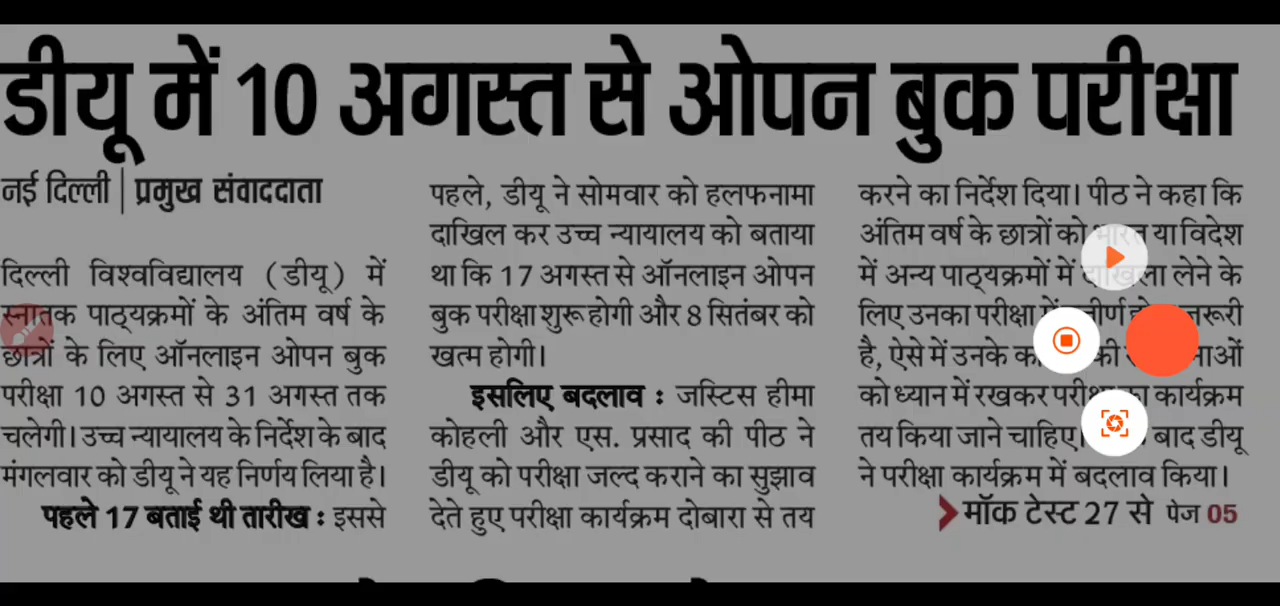 डीयू में 10 अगस्त से ओपन बुक परीक्षा
नई दिल्ली | प्रमुख संवाददाता
दिल्ली विश्वविद्यालय (डीयू) में
स्नातक पाठ्यक्रमों के अंतिम वर्ष के
छात्रों के लिए ऑनलाइन ओपन बुक
परीक्षा 10 अगस्त से 31 अगस्त तक
चलेगी। उच्च न्यायालय के निर्देश के बाद
मंगलवार को डीयू ने यह निर्णय लिया है।
पहले 17 बताई थी तारीख : इससे
पहले, डीयू ने सोमवार को हलफनामा
दाखिल कर उच्च न्यायालय को बताया
था कि 17 अगस्त से ऑनलाइन ओपन
बुक परीक्षा शुरू होगी और 8 सितंबर को
खत्म होगी।
इसलिए बदलाव : जस्टिस हीमा
कोहली और एस. प्रसाद की पीठ ने
डीयू को परीक्षा जल्द कराने का सुझाव
देते हुए परीक्षा कार्यक्रम दोबारा से तय
करने का निर्देश दिया। पीठ ने कहा कि
अंतिम वर्ष के छात्रों को भारत या विदेश
में अन्य पाठ्यक्रमों में दाखिला लेने के
लिए उनका परीक्षा में
है, ऐसे में उनके की
को ध्यान में रखकर कार्यक्रम
तय किया जाने चाहिए। बाद डीयू
ने परीक्षा कार्यक्रम में बदलाव किया।
मॉक टेस्ट 27 से पेज 05